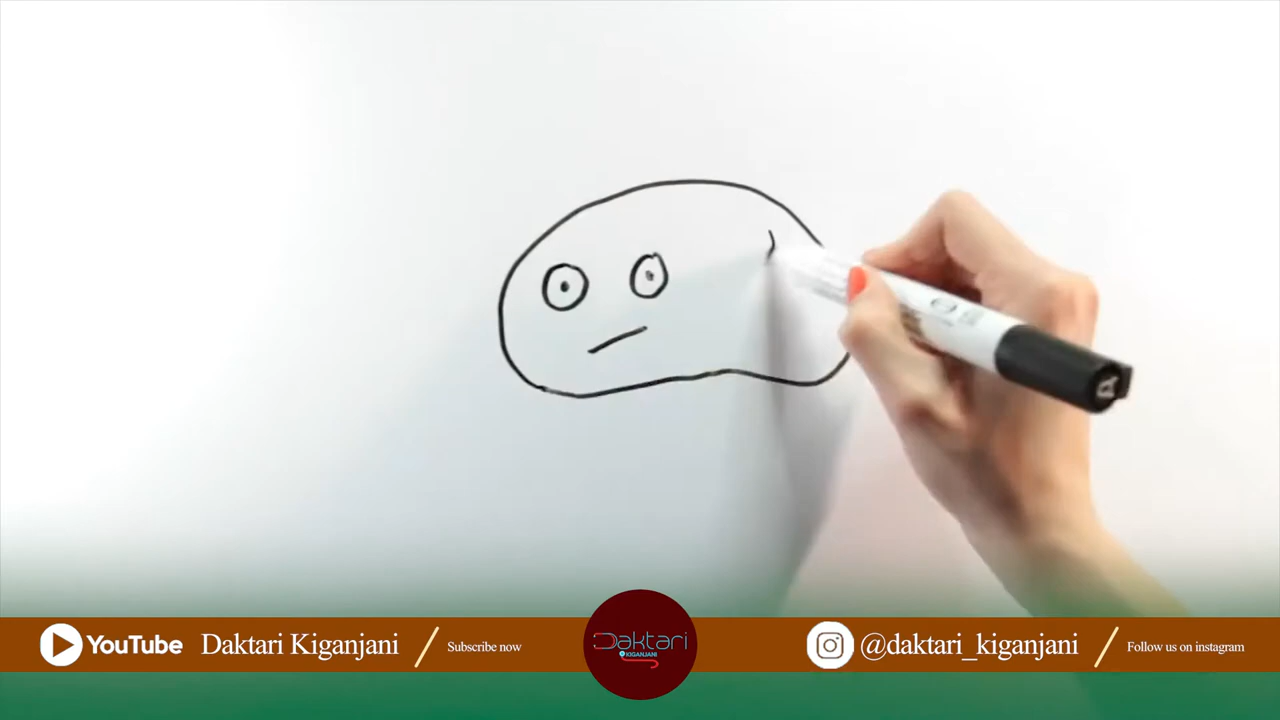 YouTube Daktari Kiganjani / Subscribe now
Daktari
KIGANJANI
@daktari_kiganjani / Follow us on instagram